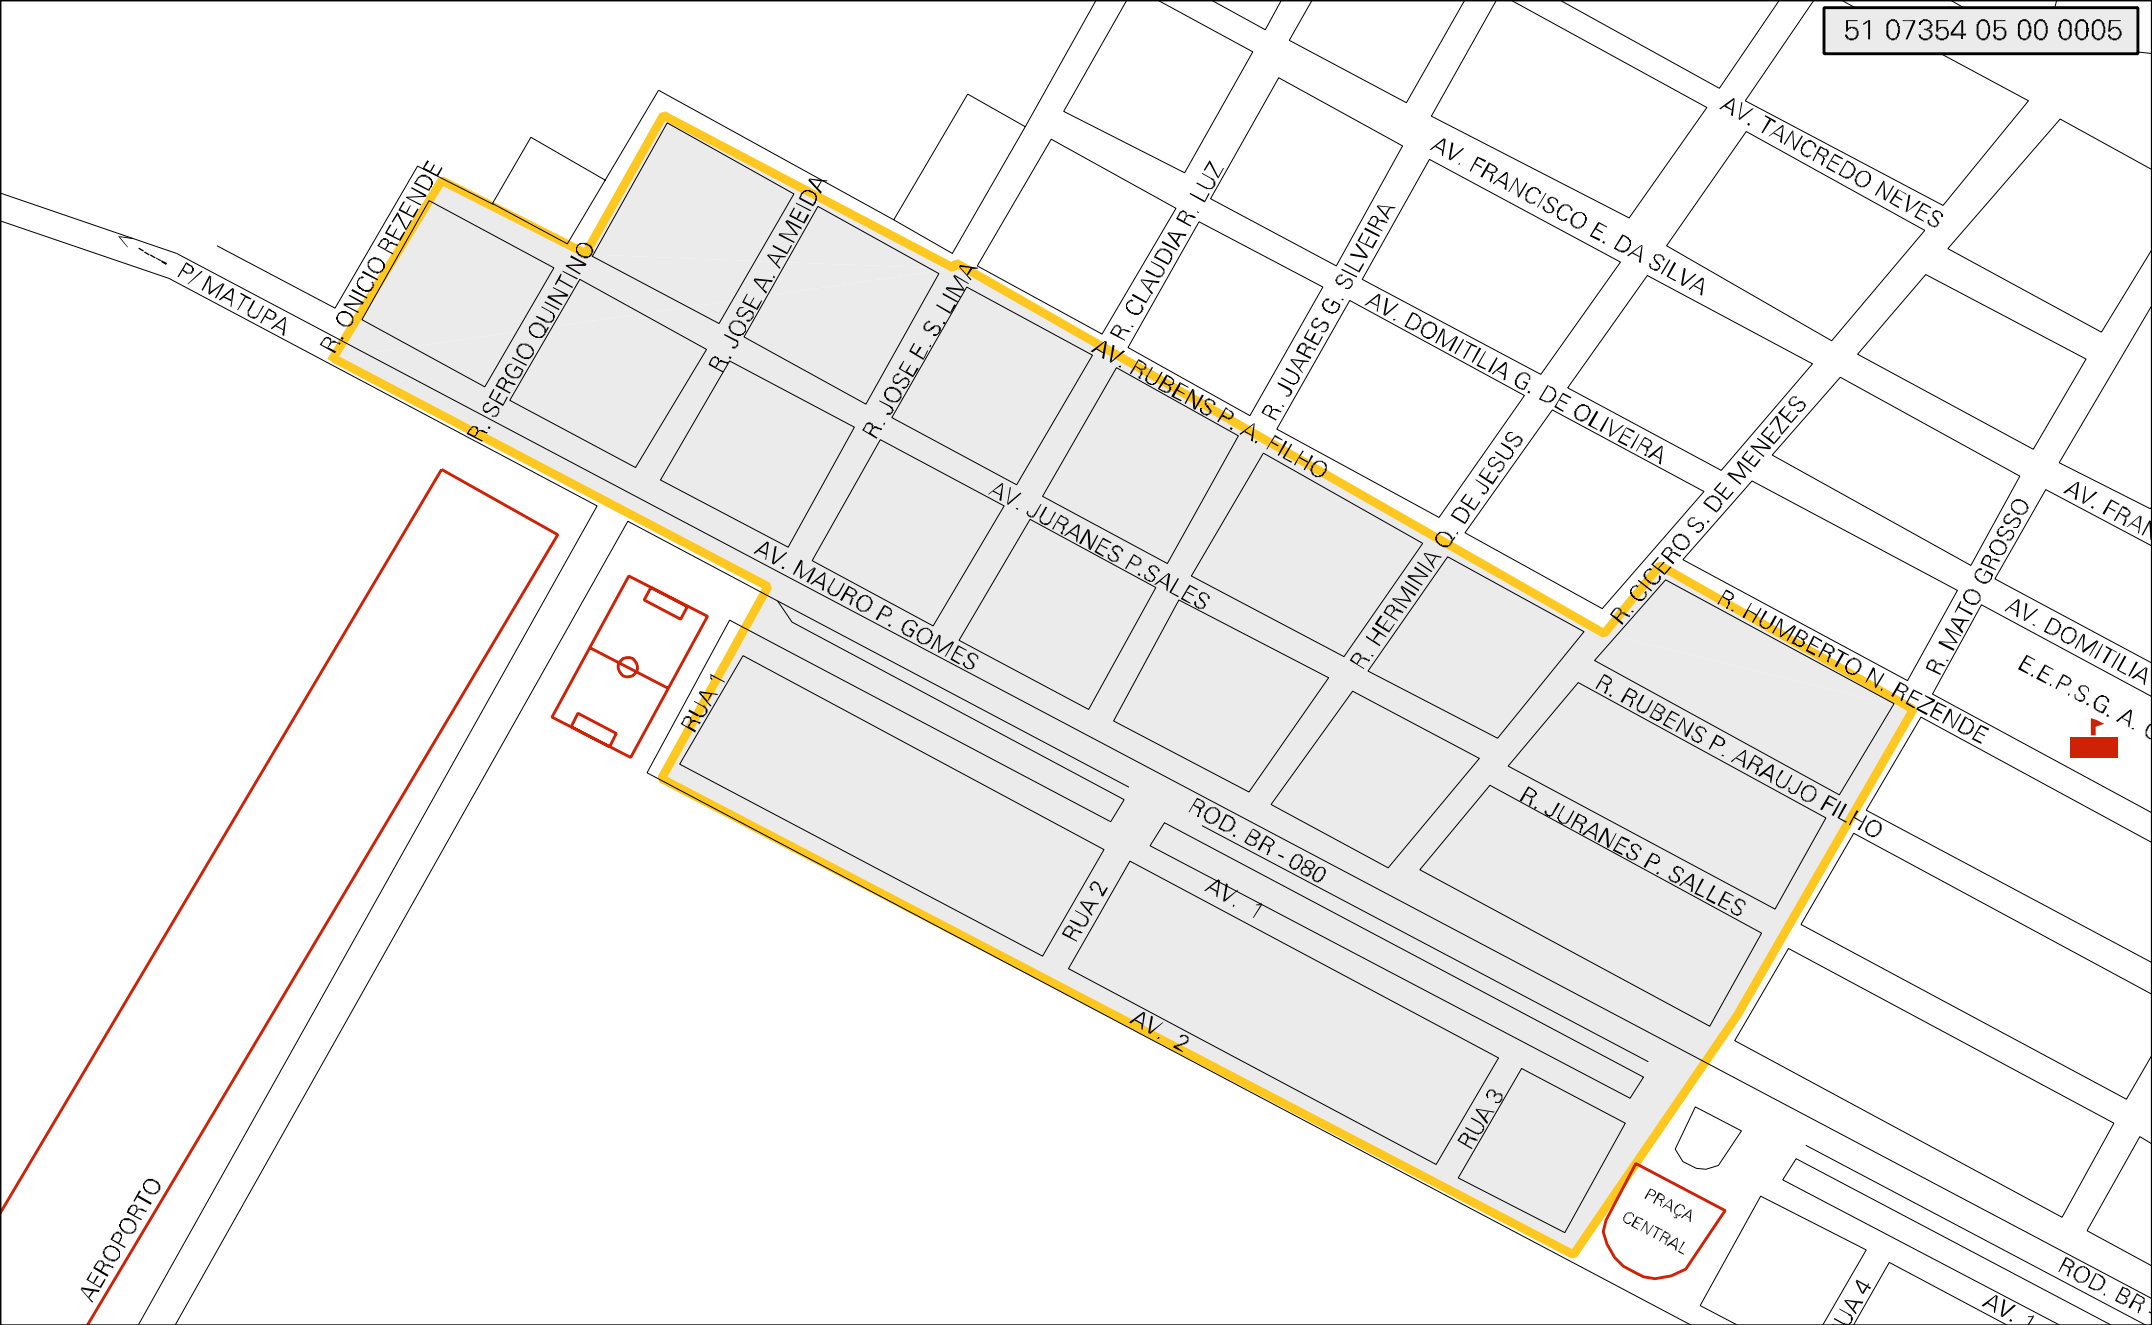 51 07354 05 00 0005
AV. TANCREDO NEVES
AV. FRANCISCO E. DA SILVA
R. ONICIO REZENDE
R. JOSE A. ALMEIDA
R. CLAUDIA R. LUZ
R. JUARES G. SILVEIRA
P/ MATUPA
R. SERGIO QUINTINO
R. JOSE E. S. LIMA
AV. DOMITILIA G. DE OLIVEIRA
AV. RUBENS P. A. FILHO
R. HERMINIA Q. DE JESUS
R. CICERO S. DE MENEZES
AV. FRAN
R. MATO GROSSO
AV. JURANES P.SALES
AV. MAURO P. GOMES
R. HUMBERTO N. REZENDE
AV. DOMITILIA
E.E.P.S.G. A.
R. RUBENS P. ARAUJO FILHO
RUA 1
R. JURANES P. SALLES
ROD. BR - 080
AV. 1
RUA 2
AV. 2
RUA 3
AEROPORTO
PRAÇA
CENTRAL
ROD. BR
UA 4
AV. 1